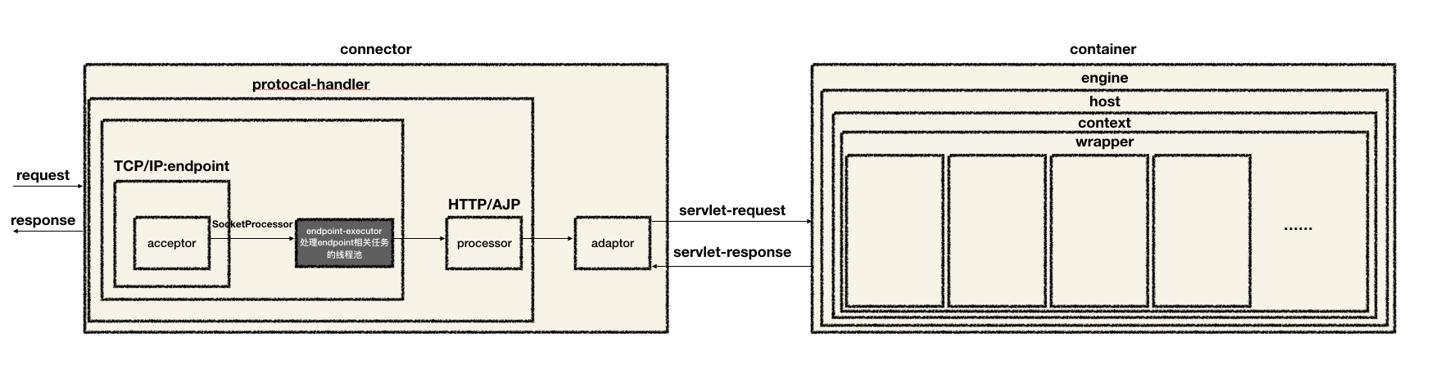 connector
protocal-handler
TCP/IP:endpoint
request
response
acceptor
SocketProcessor
endpoint-executor
处理endpoint相关任务
的线程池
HTTP/AJP
processor
adaptor
servlet-request
servlet-response
container
engine
host
context
wrapper
......